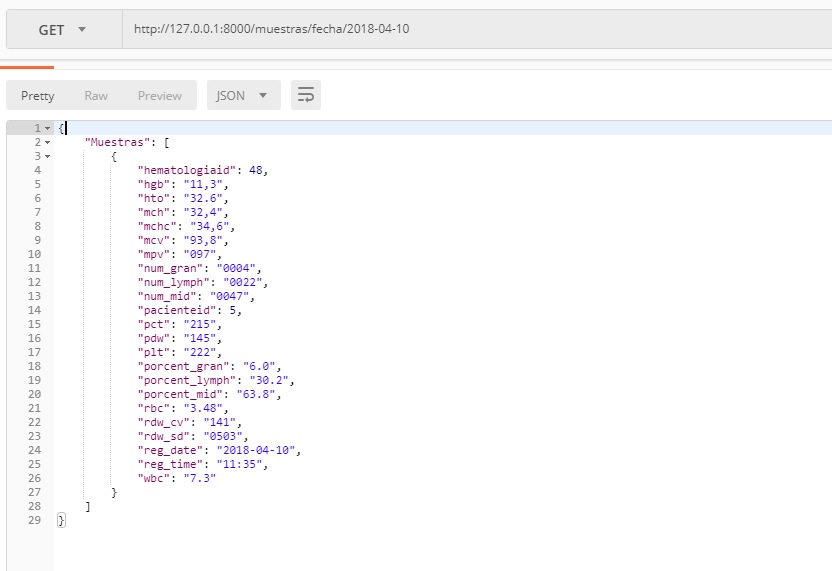 GET http://127.0.0.1:8000/muestras/fecha/2018-04-10
Pretty Raw Preview JSON
1 {
2 "Muestras": [
3 {
4 "hematologiaid": 48,
5 "hgb": "11,3",
6 "hto": "32.6",
7 "mch": "32,4",
8 "mchc": "34,6",
9 "mcv": "93,8",
10 "mpv": "097",
11 "num_gran": "0004",
12 "num_lymph": "0022",
13 "num_mid": "0047",
14 "pacienteid": 5,
15 "pct": "215",
16 "pdw": "145",
17 "plt": "222",
18 "porcent_gran": "6.0",
19 "porcent_lymph": "30.2",
20 "porcent_mid": "63.8",
21 "rbc": "3.48",
22 "rdw_cv": "141",
23 "rdw_sd": "0503",
24 "reg_date": "2018-04-10",
25 "reg_time": "11:35",
26 "wbc": "7.3"
27 }
28 ]
29 }